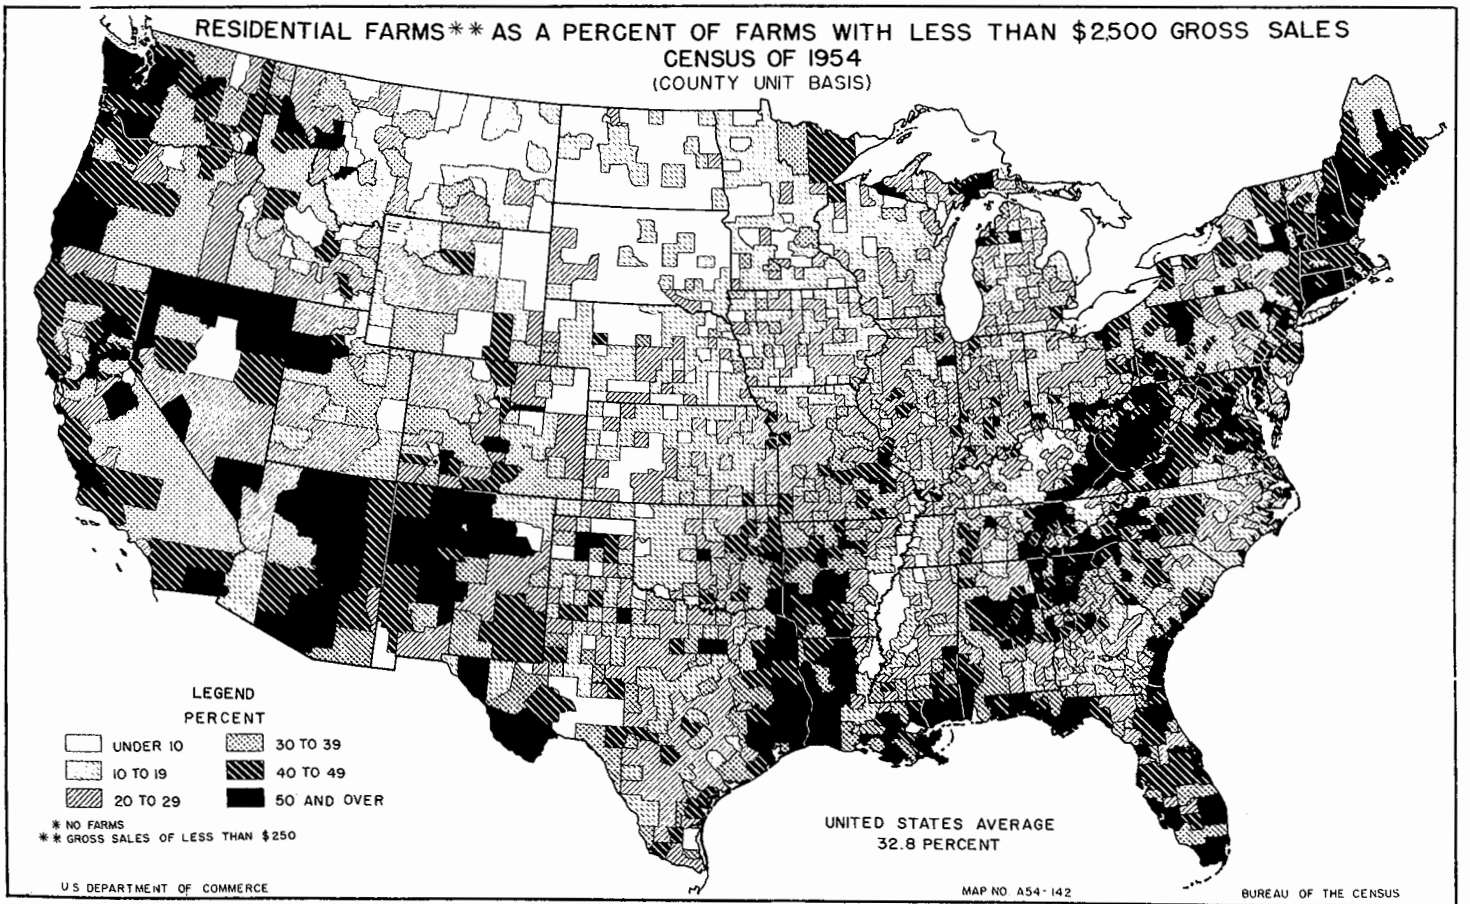 RESIDENTIAL FARMS** AS A PERCENT OF FARMS WITH LESS THAN $2,500 GROSS SALES
CENSUS OF 1954
(COUNTY UNIT BASIS)
LEGEND
PERCENT
UNDER 10
30 TO 39
10 TO 19
40 TO 49
20 TO 29
50 AND OVER
* NO FARMS
** GROSS SALES OF LESS THAN $250
UNITED STATES AVERAGE
32.8 PERCENT
U S DEPARTMENT OF COMMERCE
MAP NO. A54-142
BUREAU OF THE CENSUS